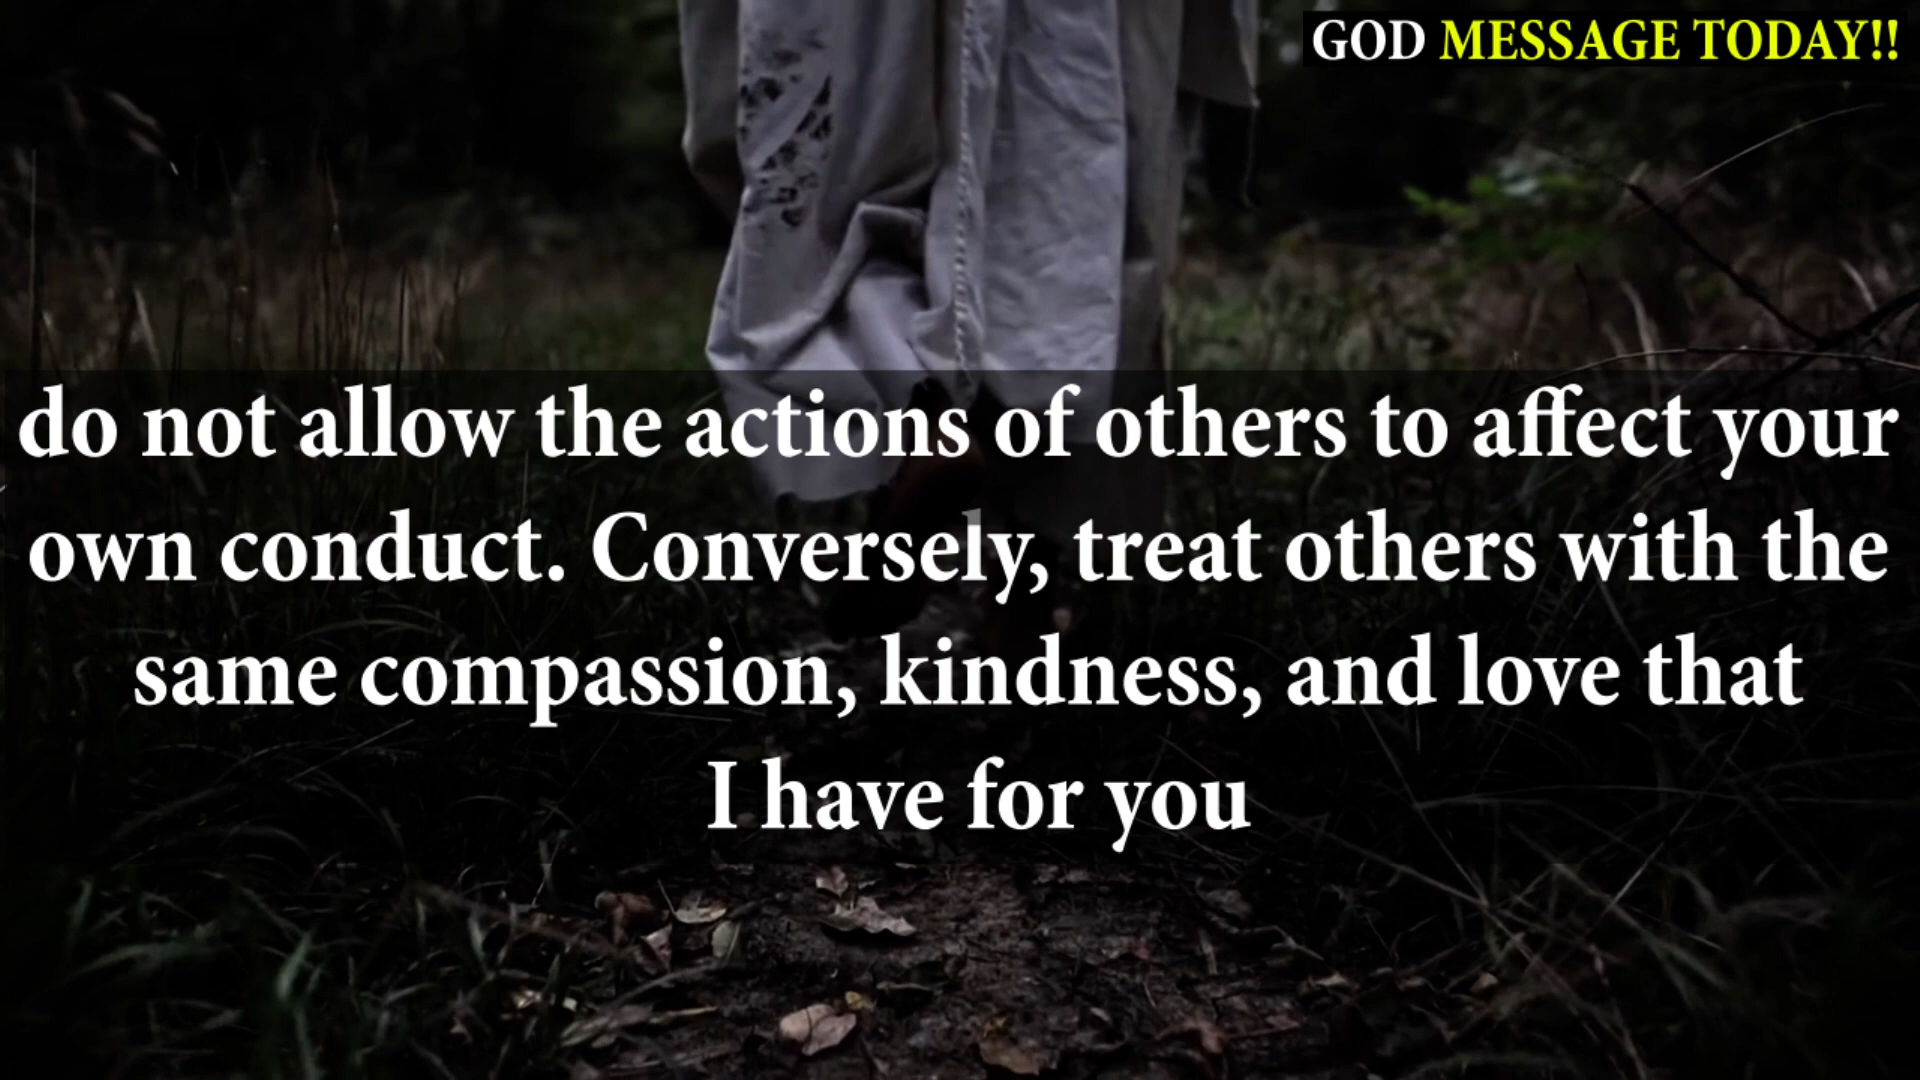 GOD MESSAGE TODAY!!
do not allow the actions of others to affect your
own conduct. Conversely, treat others with the
same compassion, kindness, and love that
I have for you